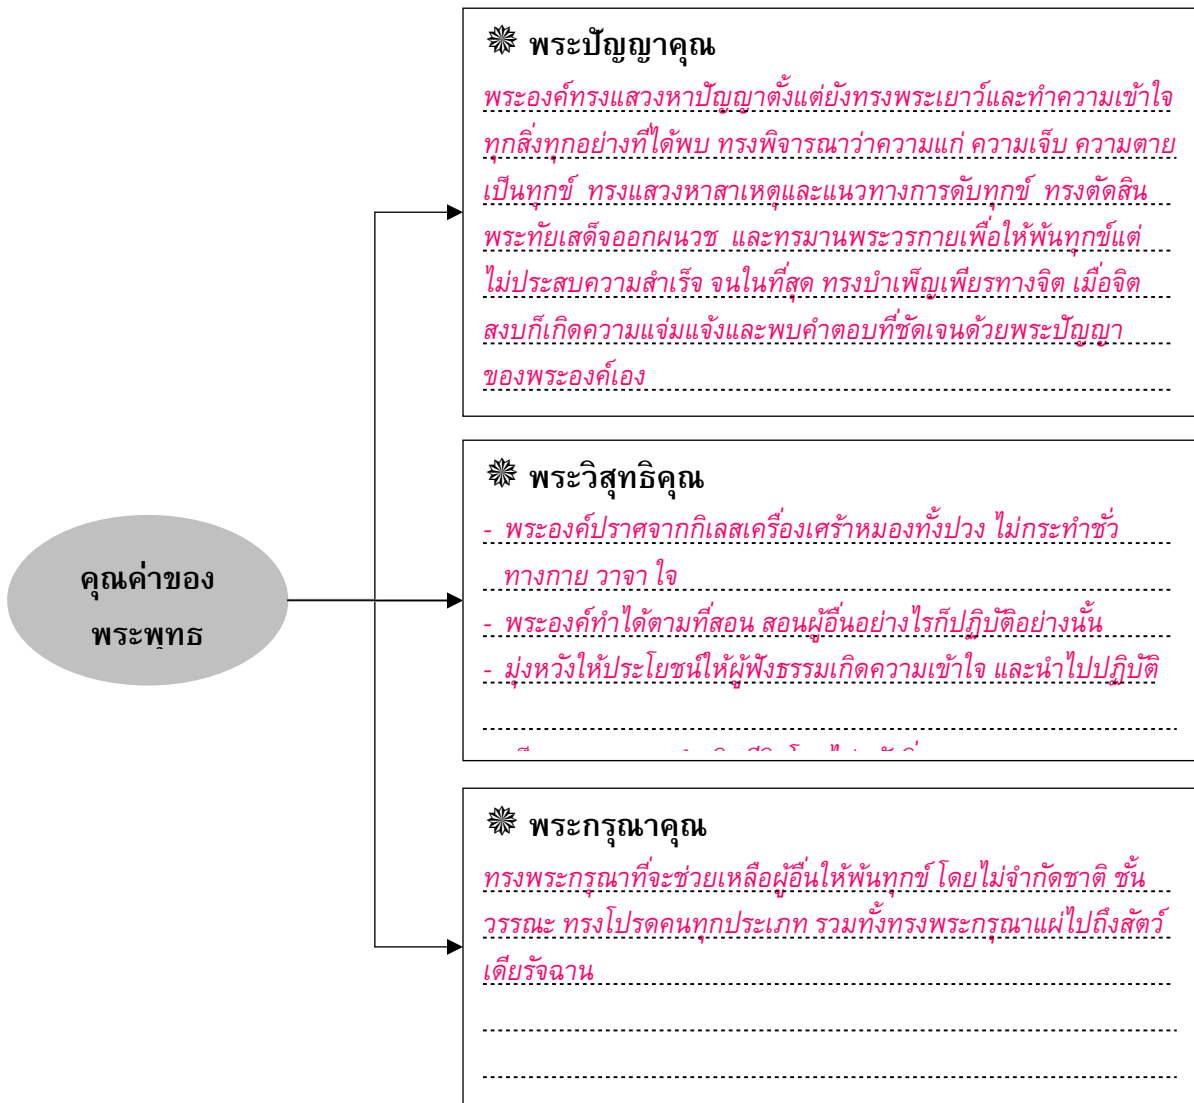 พระปัญญาคุณ
พระองค์ทรงแสวงหาปัญญาตั้งแต่ยังทรงพระเยาว์และทำความเข้าใจ
ทุกสิ่งทุกอย่างที่ได้พบ ทรงพิจารณาว่าความแก่ ความเจ็บ ความตาย
เป็นทุกข์ ทรงแสวงหาสาเหตุและแนวทางการดับทุกข์ ทรงตัดสิน
พระทัยเสด็จออกผนวช และทรมานพระวรกายเพื่อให้พ้นทุกข์แต่
ไม่ประสบความสำเร็จ จนในที่สุด ทรงบำเพ็ญเพียรทางจิต เมื่อจิต
สงบก็เกิดความแจ่มแจ้งและพบคำตอบที่ชัดเจนด้วยพระปัญญา
ของพระองค์เอง
คุณค่าของ
พระพุทธ
พระวิสุทธิคุณ
- พระองค์ปราศจากกิเลสเครื่องเศร้าหมองทั้งปวง ไม่กระทำชั่ว
ทางกาย วาจา ใจ
- พระองค์ทำได้ตามที่สอน สอนผู้อื่นอย่างไรก็ปฏิบัติอย่างนั้น
- มุ่งหวังให้ประโยชน์ให้ผู้ฟังธรรมเกิดความเข้าใจ และนำไปปฏิบัติ
พระกรุณาคุณ
ทรงพระกรุณาที่จะช่วยเหลือผู้อื่นให้พ้นทุกข์ โดยไม่จำกัดชาติ ชั้น
วรรณะ ทรงโปรดคนทุกประเภท รวมทั้งทรงพระกรุณาแผ่ไปถึงสัตว์
เดียรัจฉาน